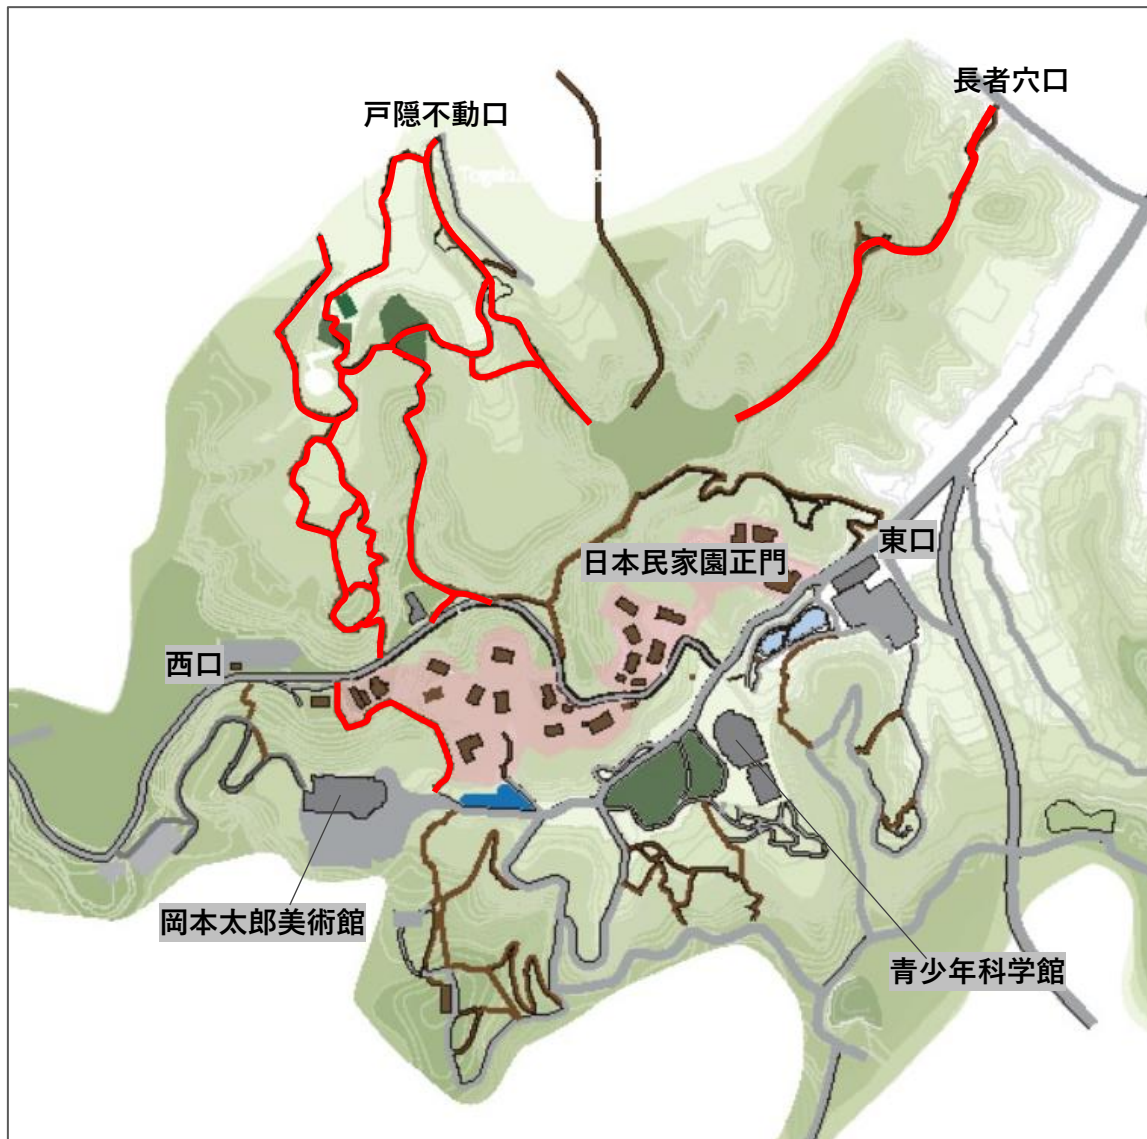 長者穴口
戸隠不動口
東口
日本民家園正門
西口
岡本太郎美術館
青少年科学館